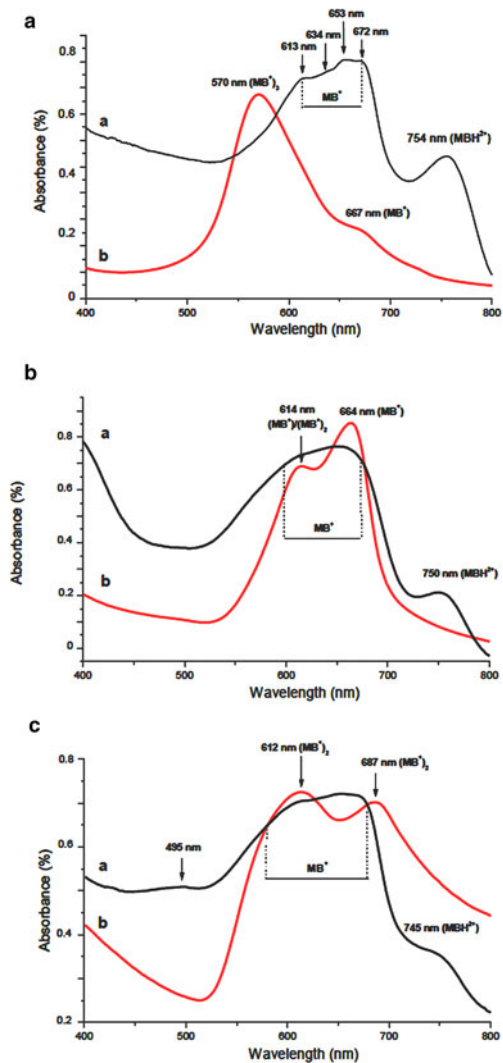 a
653 nm
634 nm
672 nm
613 nm
570 nm (MB⁺)₃
MB⁺
754 nm (MBH²⁺)
667 nm (MB⁺)
a
b
0.8
0.6
0.4
0.2
0
400 500 600 700 800
Absorbance (%)
Wavelength (nm)
b
614 nm
(MB⁺)/(MB⁺)₂
664 nm (MB⁺)
MB⁺
750 nm (MBH²⁺)
a
b
0.8
0.6
0.4
0.2
0
400 500 600 700 800
Absorbance (%)
Wavelength (nm)
c
612 nm (MB⁺)₂
687 nm (MB⁺)₂
495 nm
MB⁺
745 nm (MBH²⁺)
a
b
0.8
0.6
0.4
0.2
400 500 600 700 800
Absorbance (%)
Wavelength (nm)